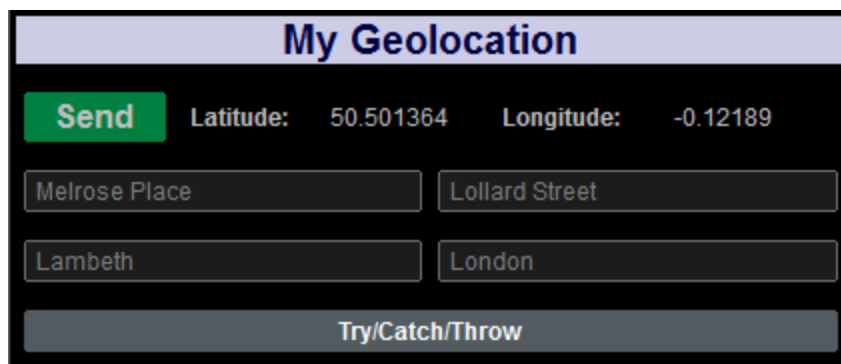 My Geolocation
Send Latitude: 50.501364 Longitude: -0.12189
Melrose Place Lollard Street
Lambeth London
Try/Catch/Throw